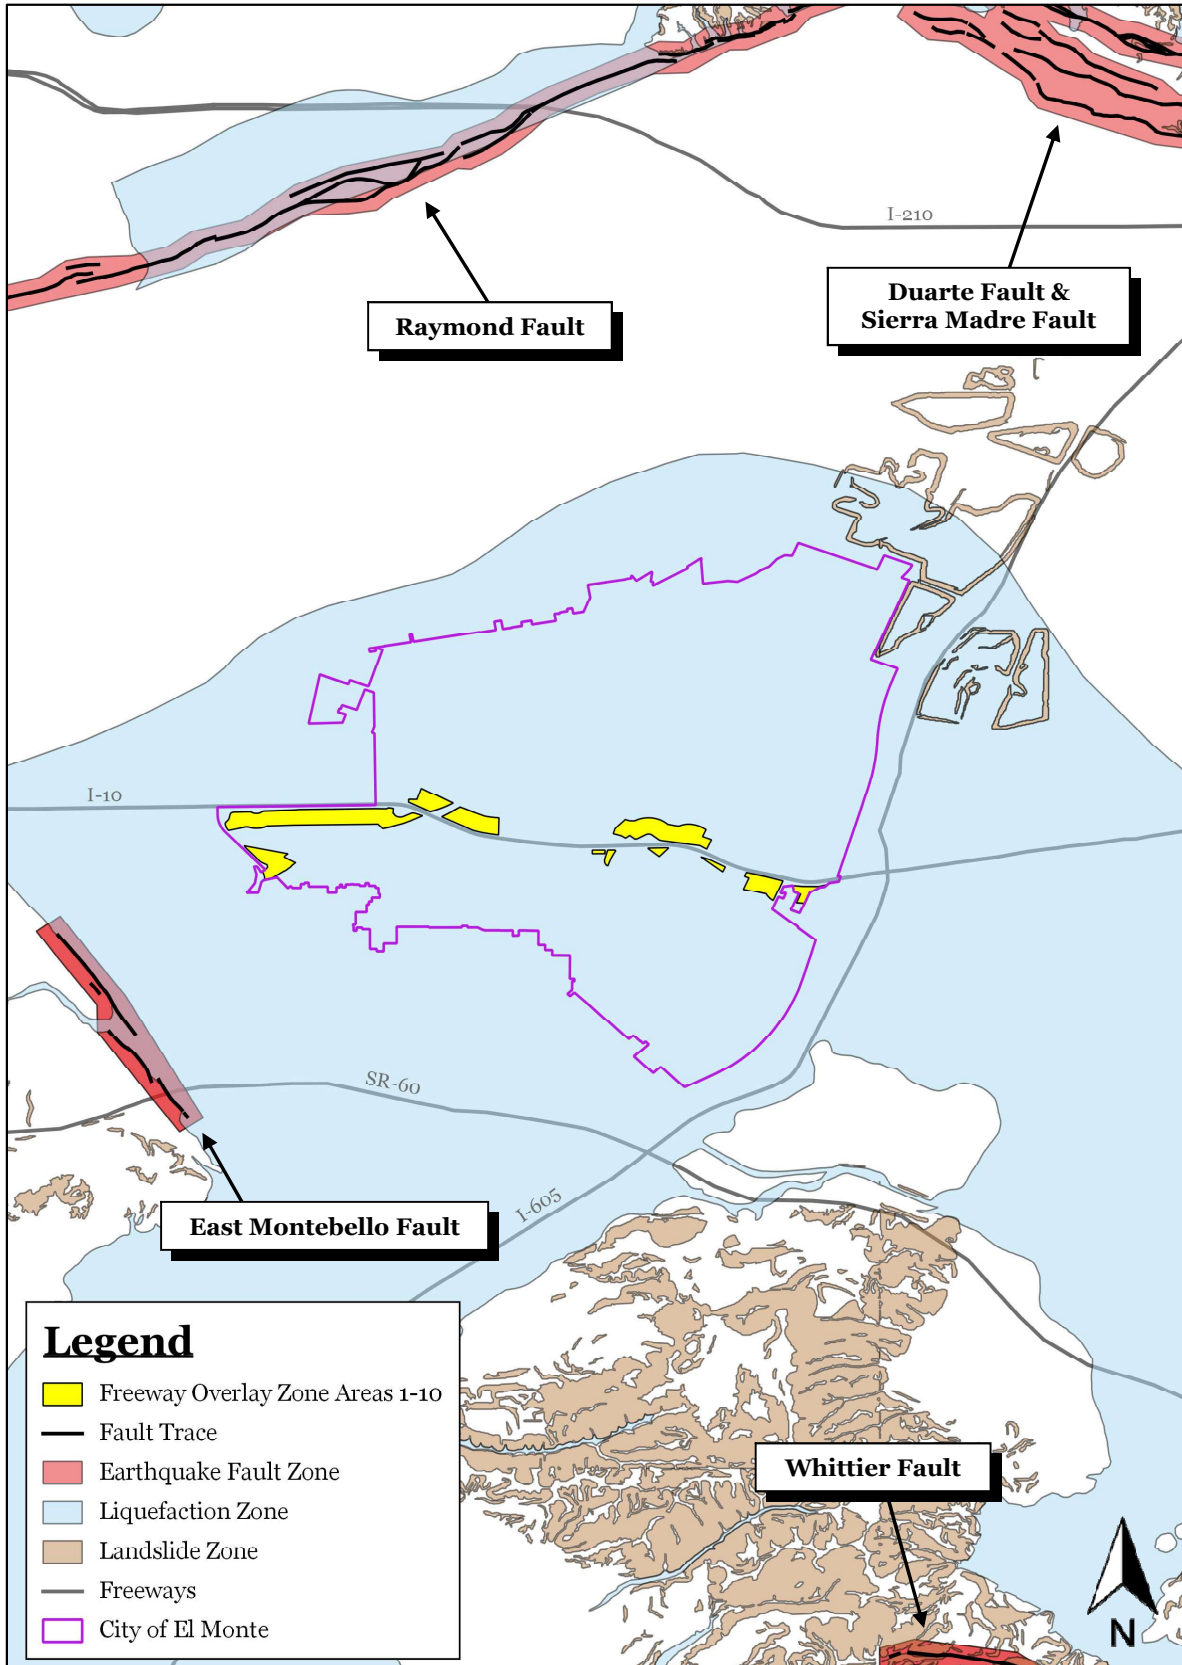 I-210
Duarte Fault &
Sierra Madre Fault
Raymond Fault
I-10
SR-60
I-605
East Montebello Fault
Legend
Freeway Overlay Zone Areas 1-10
Fault Trace
Earthquake Fault Zone
Liquefaction Zone
Landslide Zone
Freeways
City of El Monte
Whittier Fault
N